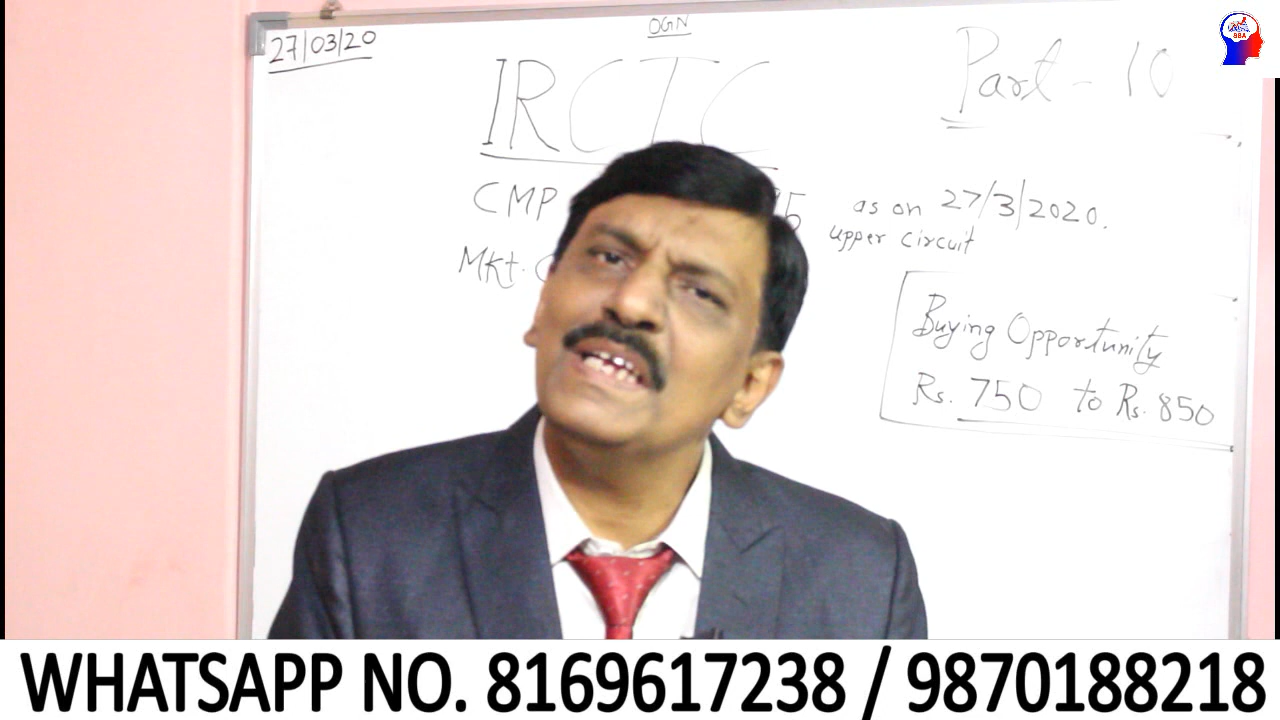 OGN
27/03/20
IRCTC
Part - 10
CMP
as on 27/3/2020.
upper circuit
Mkt.
Buying Opportunity
Rs. 750 to Rs. 850
SBA
WHATSAPP NO. 8169617238 / 9870188218